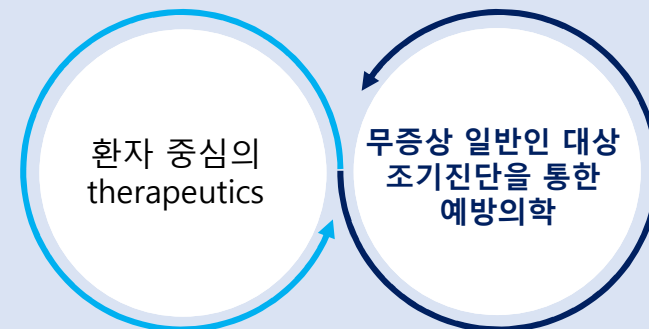 환자 중심의
therapeutics
무증상 일반인 대상
조기진단을 통한
예방의학